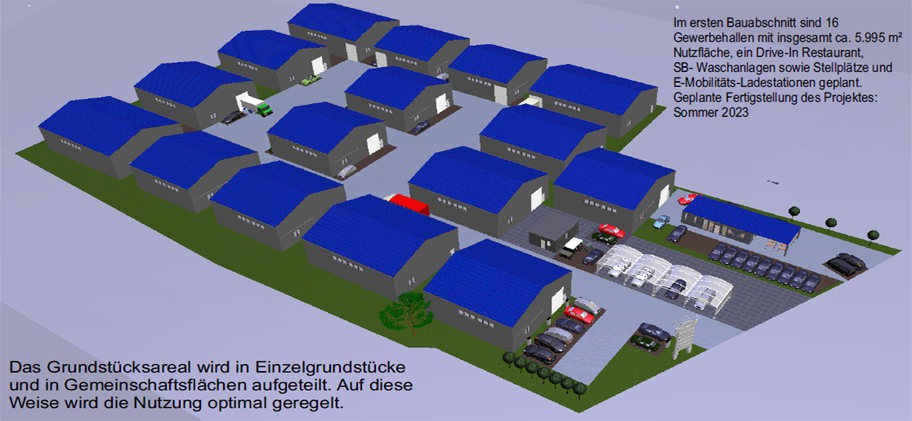 Im ersten Bauabschnitt sind 16
Gewerbehallen mit insgesamt ca. 5.995 m²
Nutzfläche, ein Drive-In Restaurant,
SB- Waschanlagen sowie Stellplätze und
E-Mobilitäts-Ladestationen geplant.
Geplante Fertigstellung des Projektes:
Sommer 2023
Das Grundstücksareal wird in Einzelgrundstücke
und in Gemeinschaftsflächen aufgeteilt. Auf diese
Weise wird die Nutzung optimal geregelt.